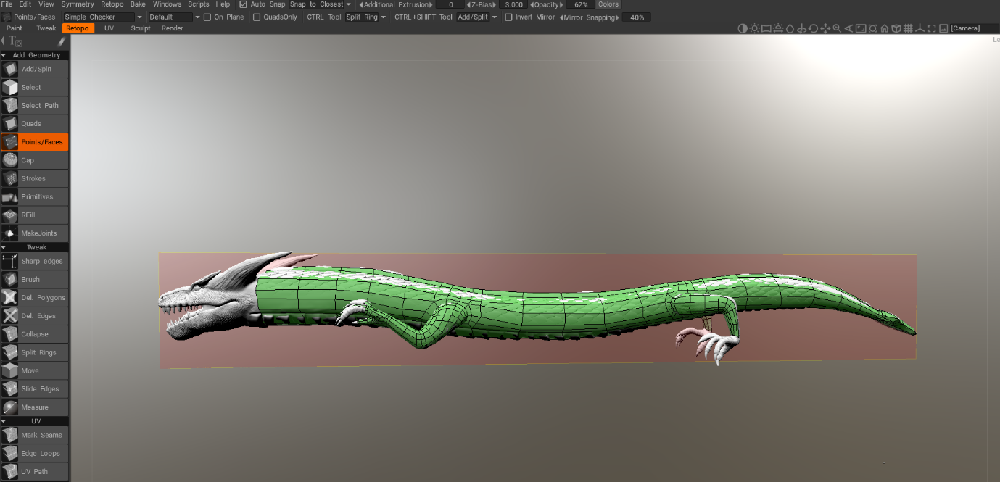 File Edit View Symmetry Retopo Bake Windows Scripts Help Auto Snap Snap to Closest Additional Extrusion 0 Z-Bias 3.000 Opacity 62% Colors
Points/Faces Simple Checker Default On Plane QuadsOnly CTRL Tool Split Ring CTRL+SHIFT Tool Add/Split Invert Mirror Mirror Snapping 40%
Paint Tweak Retopo UV Sculpt Render [Camera]
Le
Add Geometry
Add/Split
Select
Select Path
Quads
Points/Faces
Cap
Strokes
Primitives
RFill
MakeJoints
Tweak
Sharp edges
Brush
Del. Polygons
Del. Edges
Collapse
Split Rings
Move
Slide Edges
Measure
UV
Mark Seams
Edge Loops
UV Path